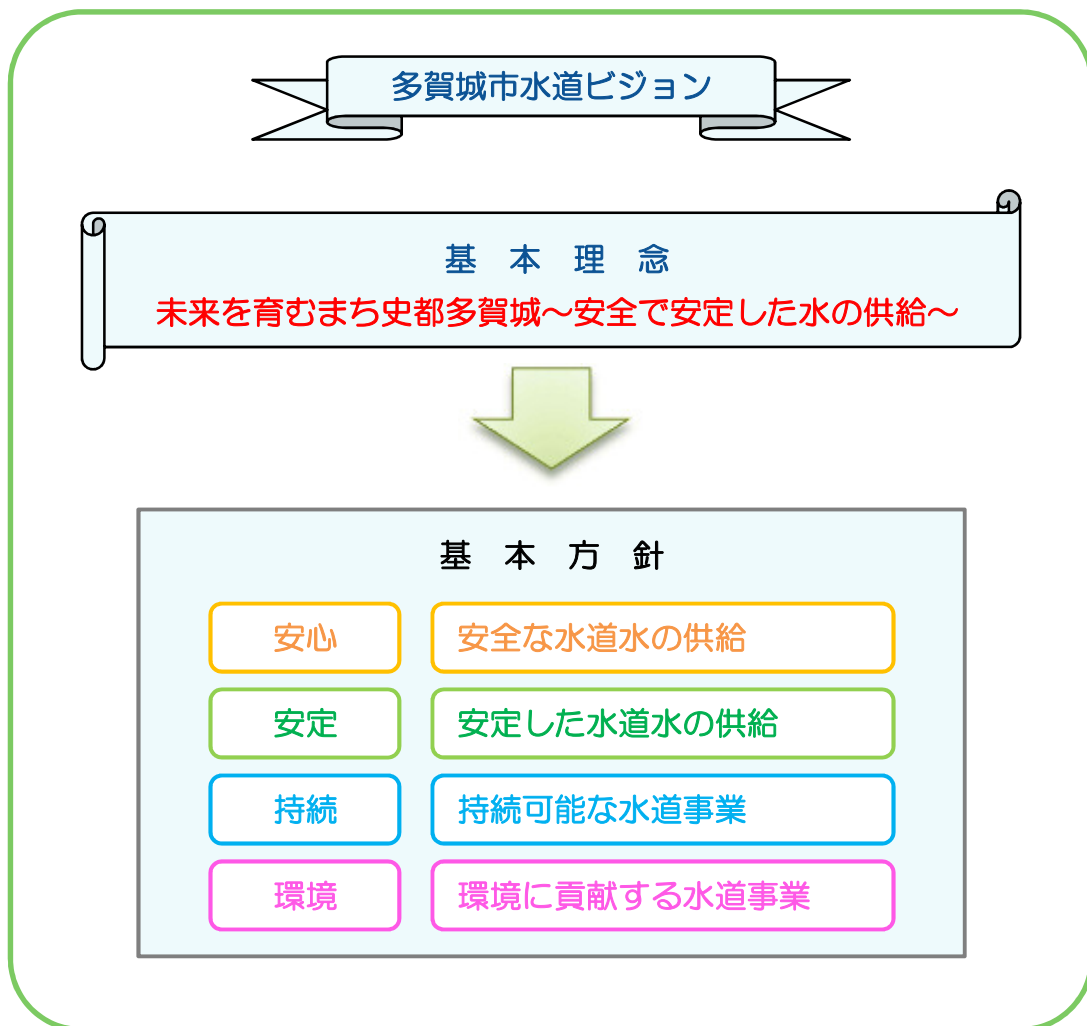 多賀城市水道ビジョン
基　本　理　念
未来を育むまち史都多賀城～安全で安定した水の供給～
基　本　方　針
安心　安全な水道水の供給
安定　安定した水道水の供給
持続　持続可能な水道事業
環境　環境に貢献する水道事業